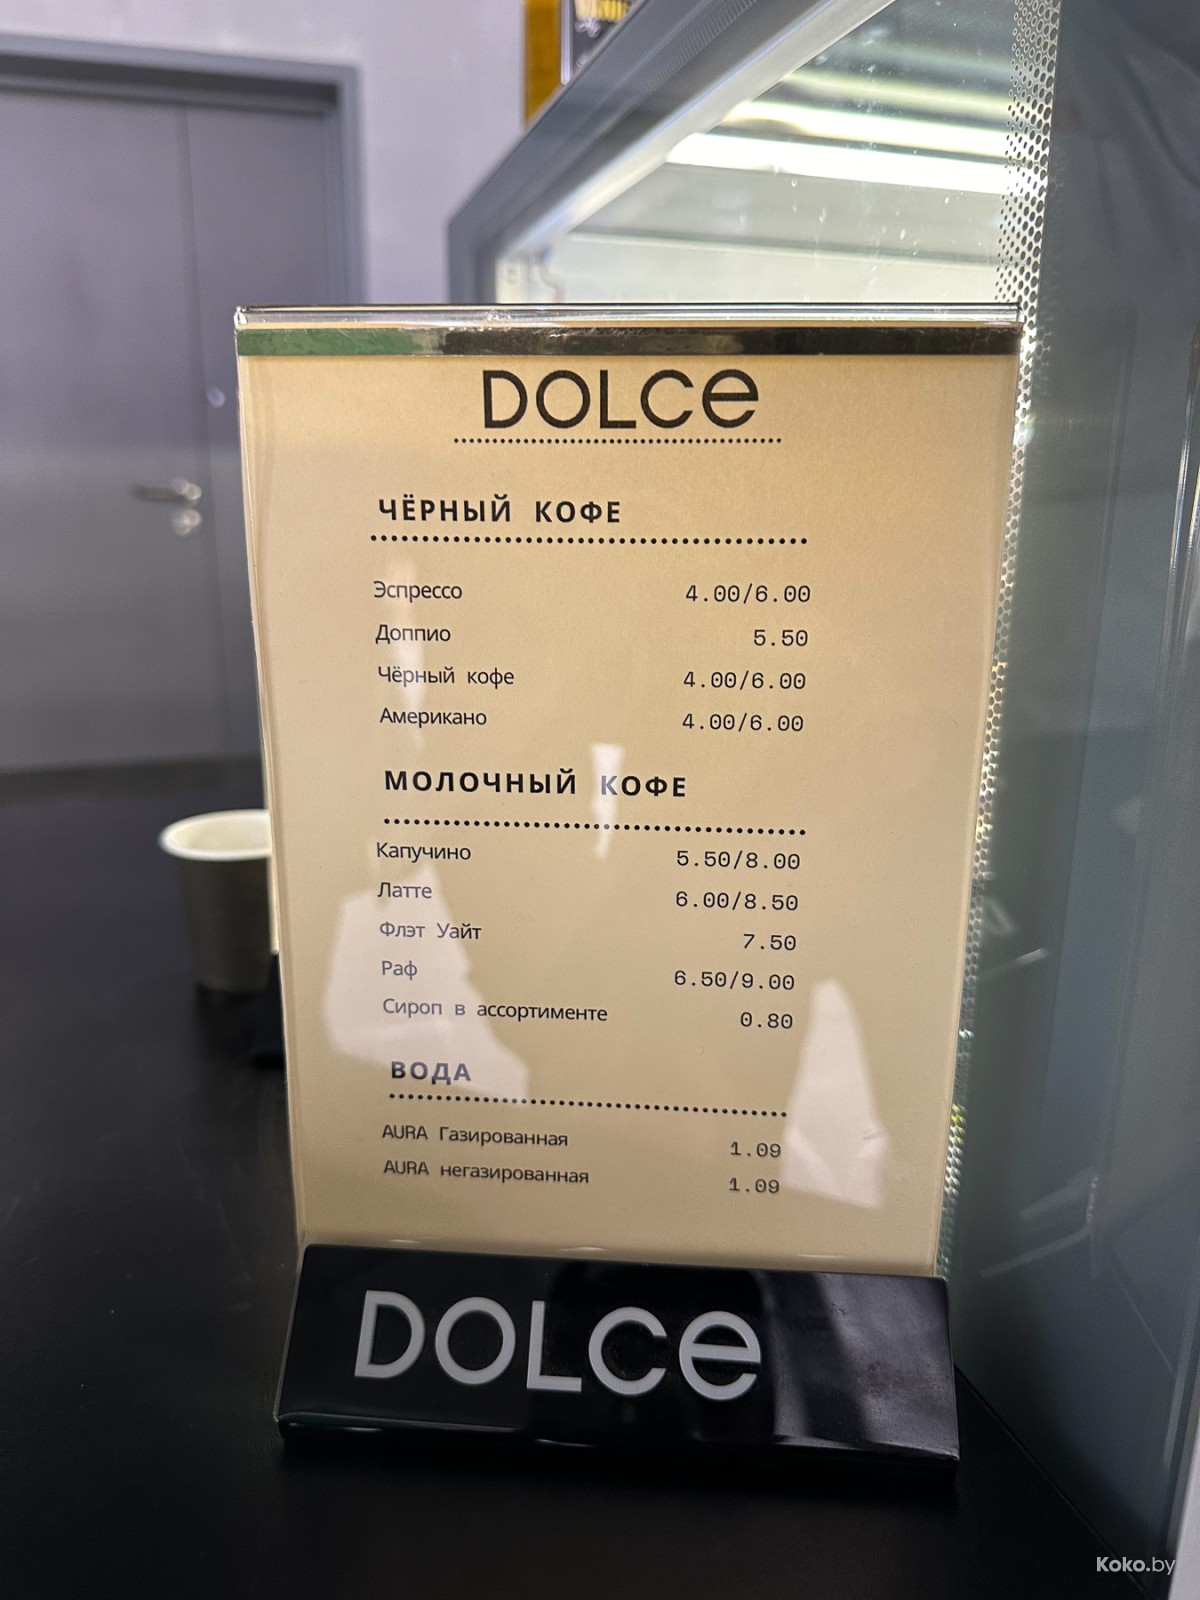 DOLCE
ЧЁРНЫЙ КОФЕ
Эспрессо 4.00/6.00
Доппио 5.50
Чёрный кофе 4.00/6.00
Американо 4.00/6.00
МОЛОЧНЫЙ КОФЕ
Капучино 5.50/8.00
Латте 6.00/8.50
Флэт Уайт 7.50
Раф 6.50/9.00
Сироп в ассортименте 0.80
ВОДА
AURA Газированная 1.09
AURA негазированная 1.09
DOLCE
Koko.by